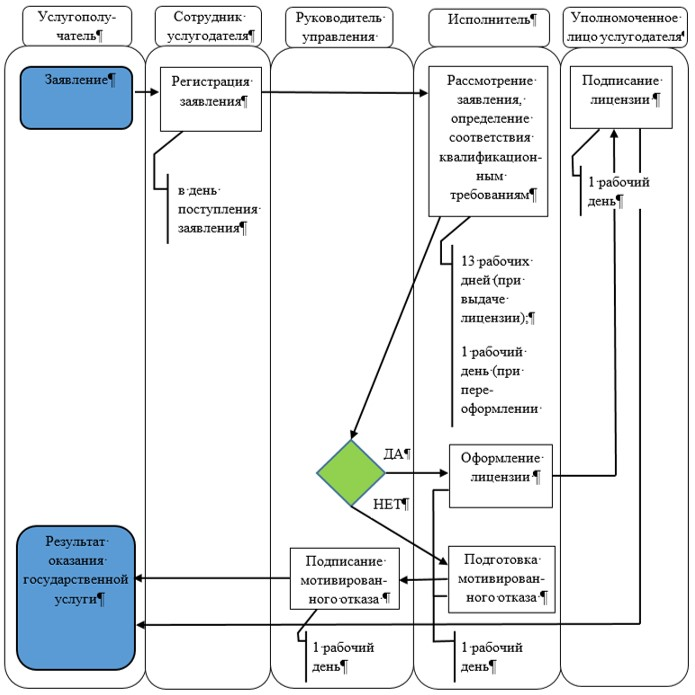 Услугополу-
чатель¶
Сотрудник
услугодателя¶
Руководитель
управления
Исполнитель¶
Уполномоченное
лицо услугодателя¶
Заявление¶
Регистрация
заявления¶
Рассмотрение
заявления,
определение
соответствия
квалификацион-
ным
требованиям¶
Подписание
лицензии¶
в день
поступления
заявления¶
1 рабочий
день¶
13 рабочих
дней (при
выдаче
лицензии);¶
1 рабочий
день (при
пере-
оформлении
ДА¶
НЕТ¶
Оформление
лицензии¶
Результат
оказания
государственной
услуги¶
Подписание
мотивирован-
ного отказа¶
Подготовка
мотивирован-
ного отказа¶
1 рабочий
день¶
1 рабочий
день¶